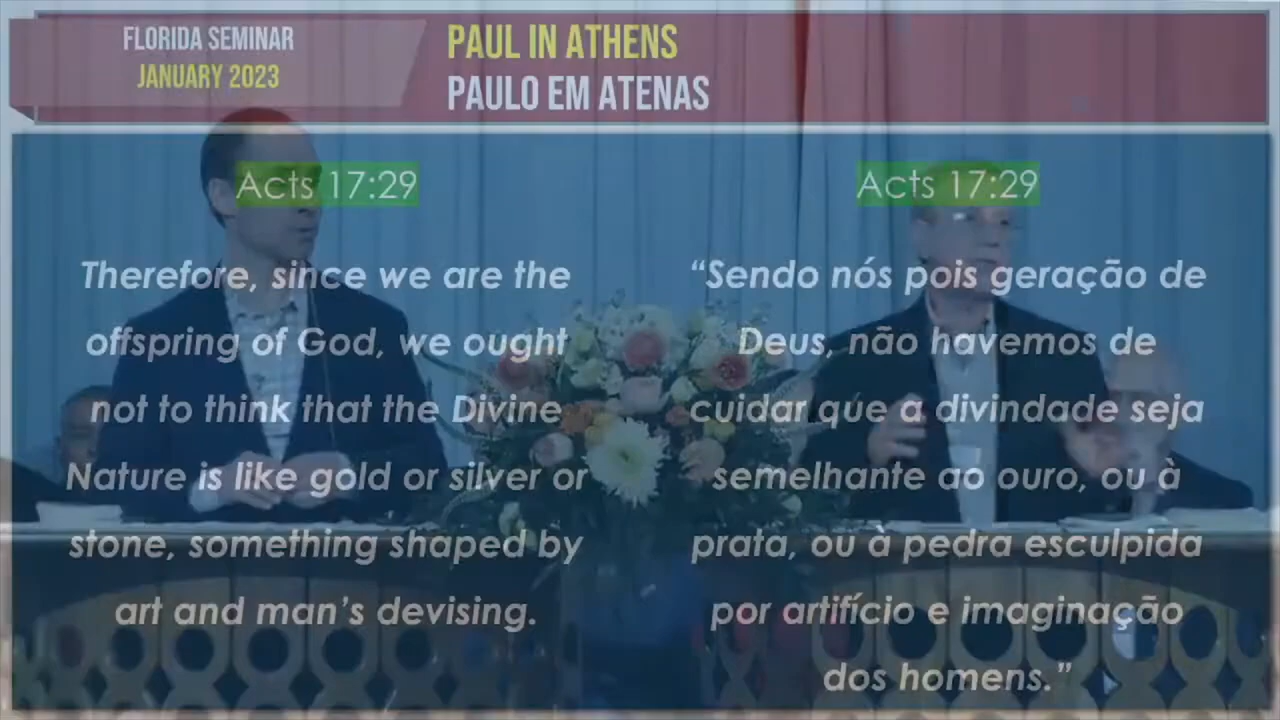 FLORIDA SEMINAR
JANUARY 2023
PAUL IN ATHENS
PAULO EM ATENAS
Acts 17:29
Therefore, since we are the
offspring of God, we ought
not to think that the Divine
Nature is like gold or silver or
stone, something shaped by
art and man’s devising.
Acts 17:29
“Sendo nós pois geração de
Deus, não havemos de
cuidar que a divindade seja
semelhante ao ouro, ou à
prata, ou à pedra esculpida
por artifício e imaginação
dos homens.”